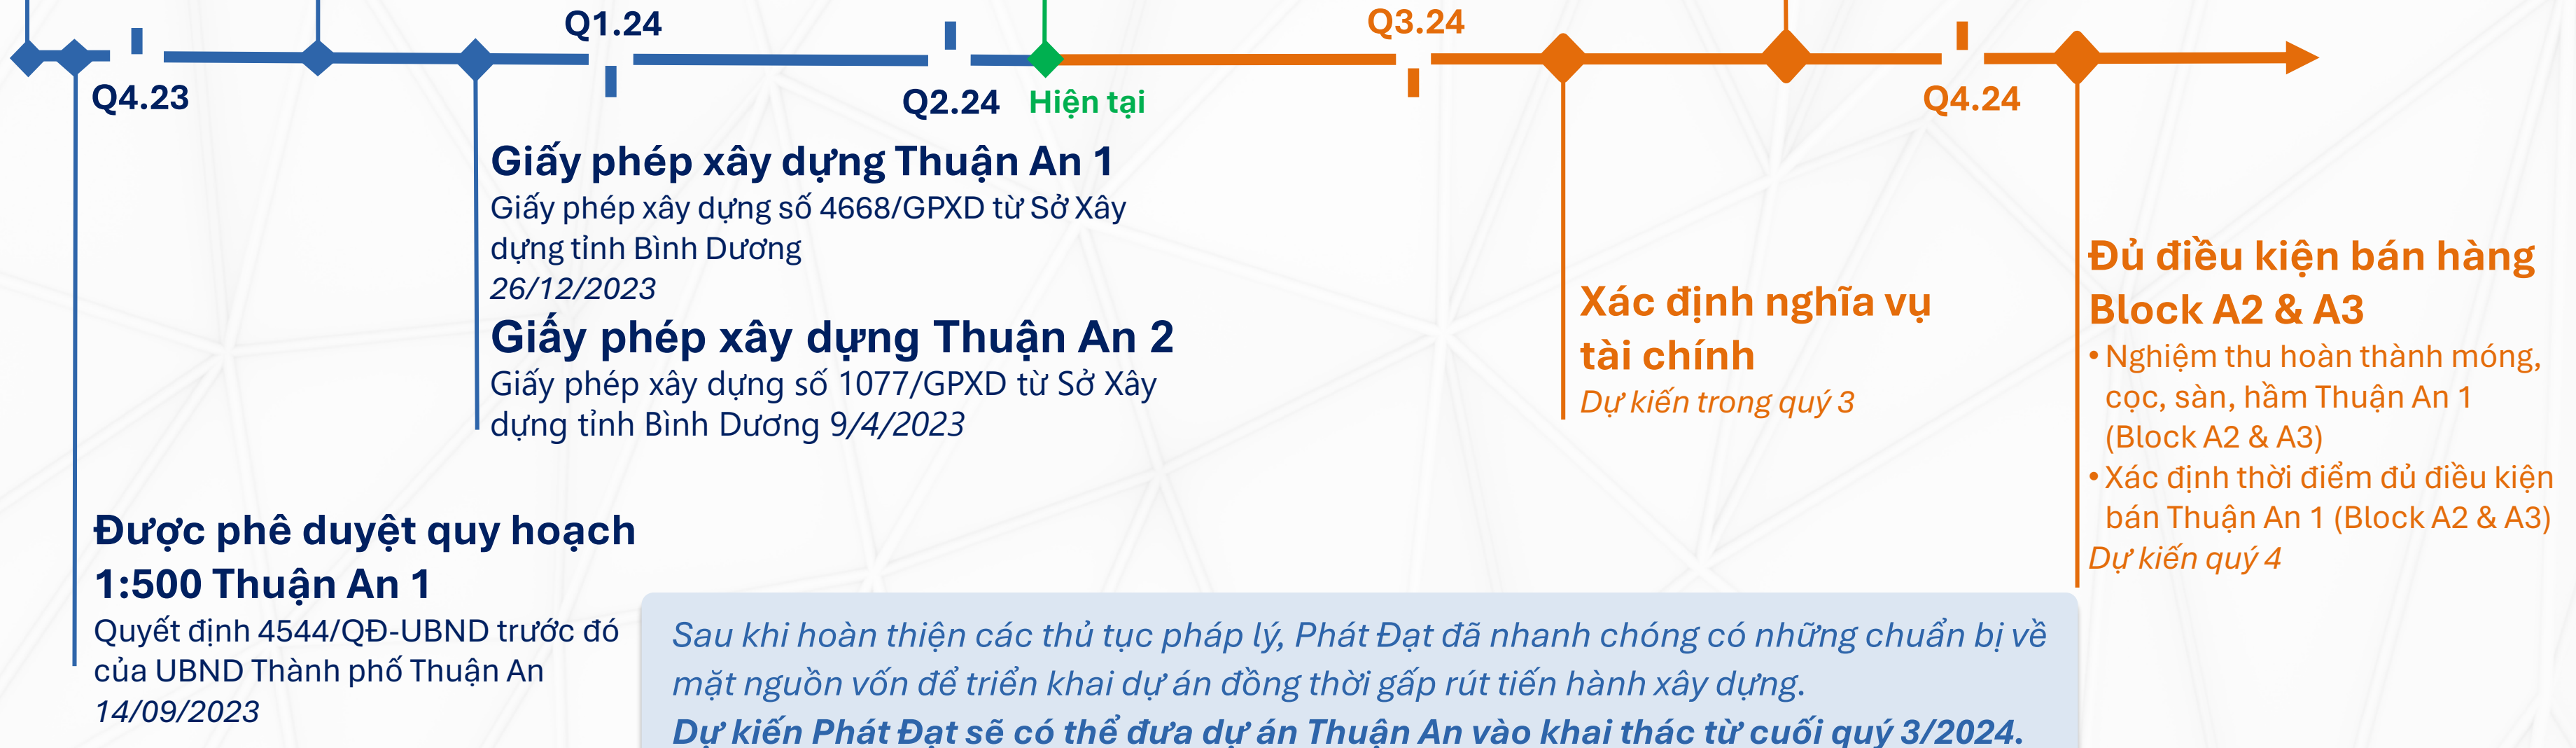 Q1.24
Q3.24
Q4.23
Q2.24
Hiện tại
Q4.24
Giấy phép xây dựng Thuận An 1
Giấy phép xây dựng số 4668/GPXD từ Sở Xây
dựng tỉnh Bình Dương
26/12/2023
Giấy phép xây dựng Thuận An 2
Giấy phép xây dựng số 1077/GPXD từ Sở Xây
dựng tỉnh Bình Dương 9/4/2023
Xác định nghĩa vụ
tài chính
Dự kiến trong quý 3
Đủ điều kiện bán hàng
Block A2 & A3
• Nghiệm thu hoàn thành móng,
cọc, sàn, hầm Thuận An 1
(Block A2 & A3)
• Xác định thời điểm đủ điều kiện
bán Thuận An 1 (Block A2 & A3)
Dự kiến quý 4
Được phê duyệt quy hoạch
1:500 Thuận An 1
Quyết định 4544/QĐ-UBND trước đó
của UBND Thành phố Thuận An
14/09/2023
Sau khi hoàn thiện các thủ tục pháp lý, Phát Đạt đã nhanh chóng có những chuẩn bị về
mặt nguồn vốn để triển khai dự án đồng thời gấp rút tiến hành xây dựng.
Dự kiến Phát Đạt sẽ có thể đưa dự án Thuận An vào khai thác từ cuối quý 3/2024.